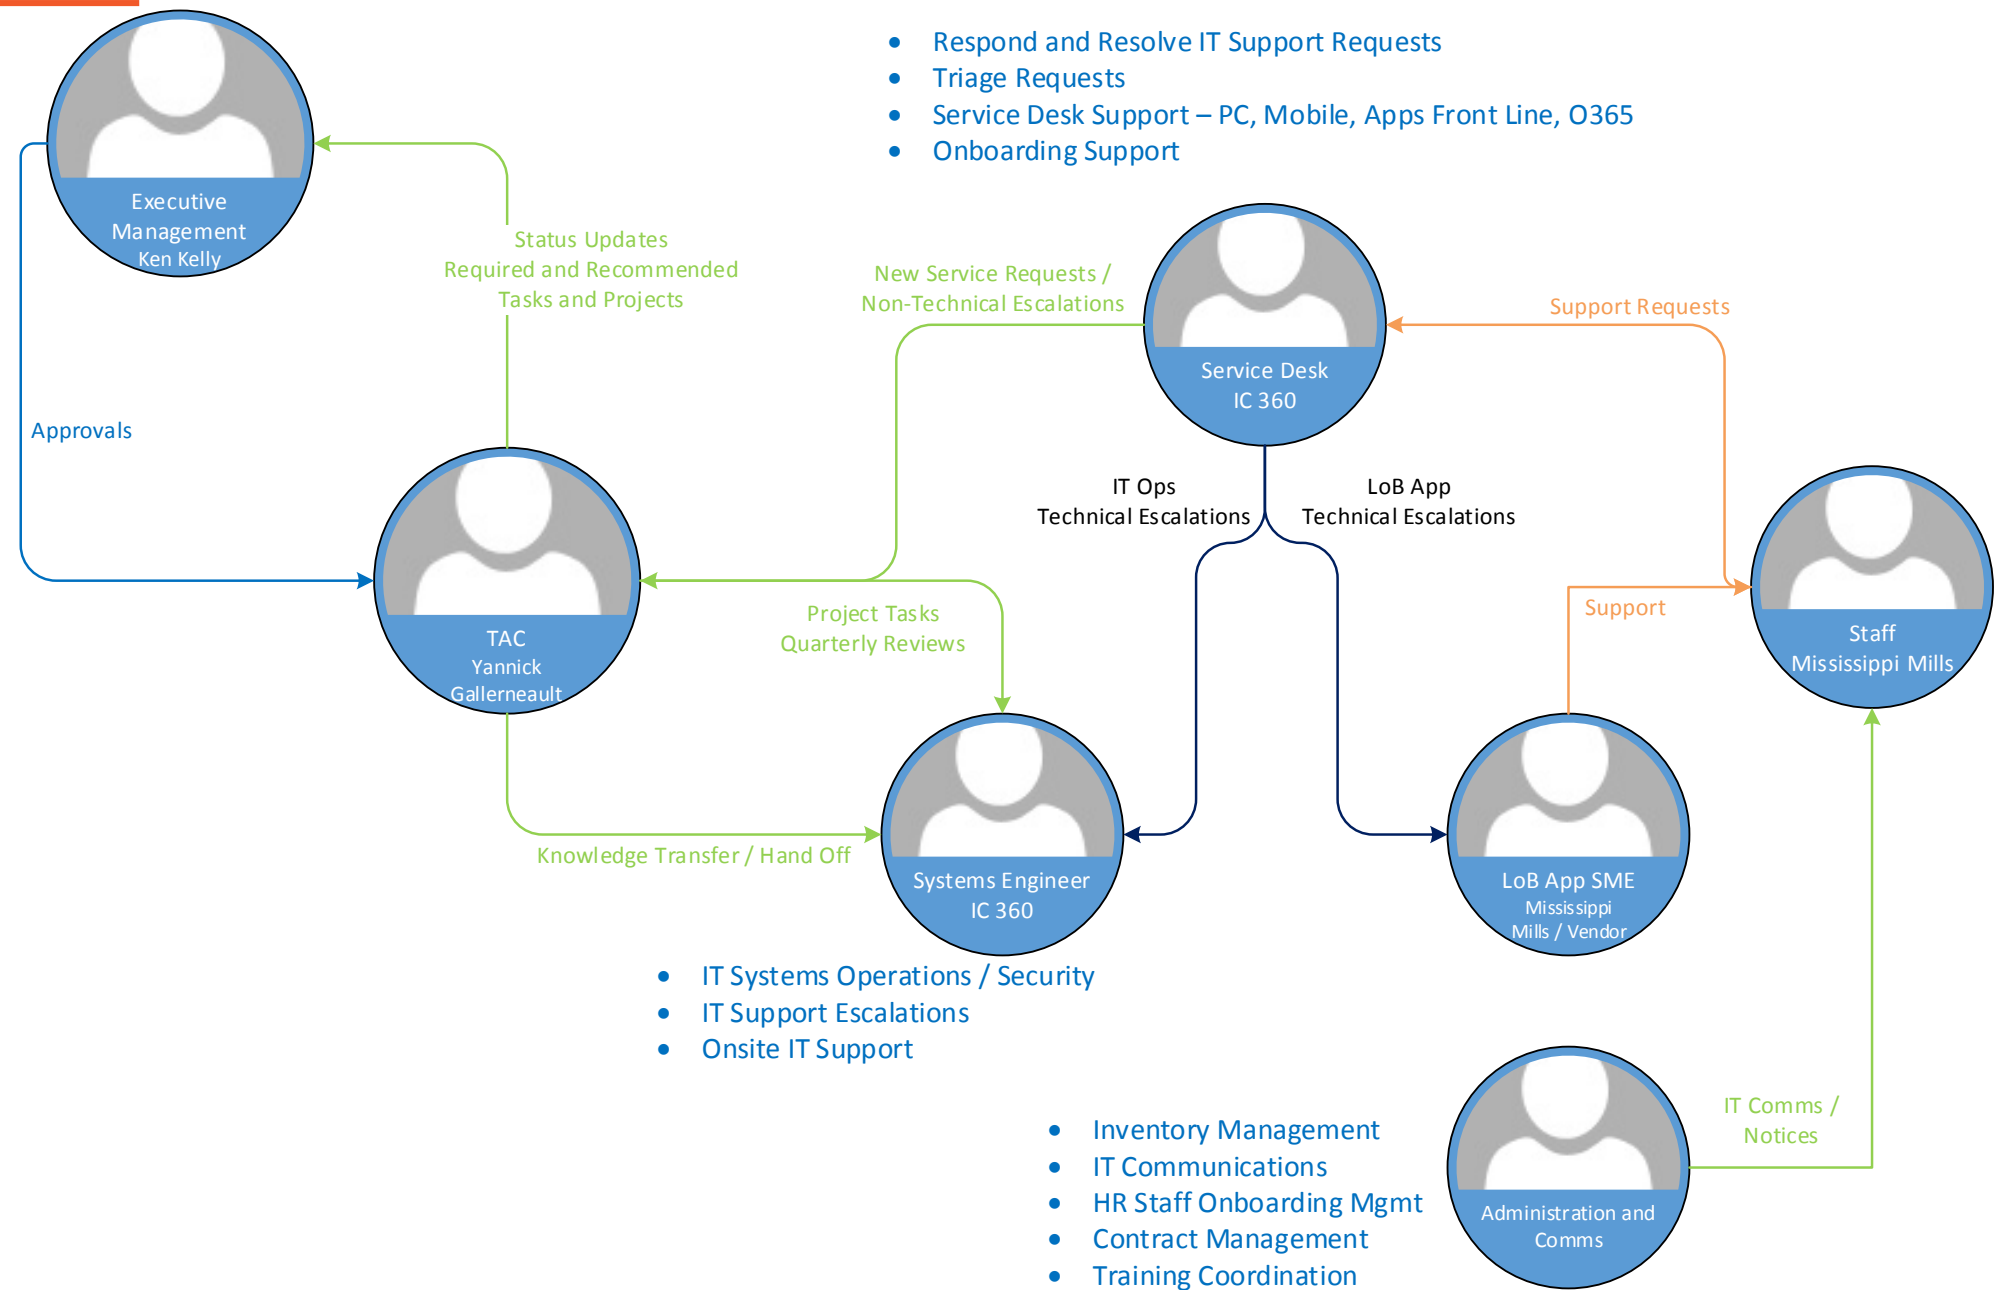 • Respond and Resolve IT Support Requests
• Triage Requests
• Service Desk Support – PC, Mobile, Apps Front Line, O365
• Onboarding Support
Executive
Management
Ken Kelly
Status Updates
Required and Recommended
Tasks and Projects
New Service Requests /
Non-Technical Escalations
Support Requests
Service Desk
IC 360
Approvals
IT Ops
Technical Escalations
LoB App
Technical Escalations
Project Tasks
Quarterly Reviews
Support
TAC
Yannick
Gallerneault
Staff
Mississippi Mills
Knowledge Transfer / Hand Off
Systems Engineer
IC 360
LoB App SME
Mississippi
Mills / Vendor
• IT Systems Operations / Security
• IT Support Escalations
• Onsite IT Support
IT Comms /
Notices
• Inventory Management
• IT Communications
• HR Staff Onboarding Mgmt
• Contract Management
• Training Coordination
Administration and
Comms